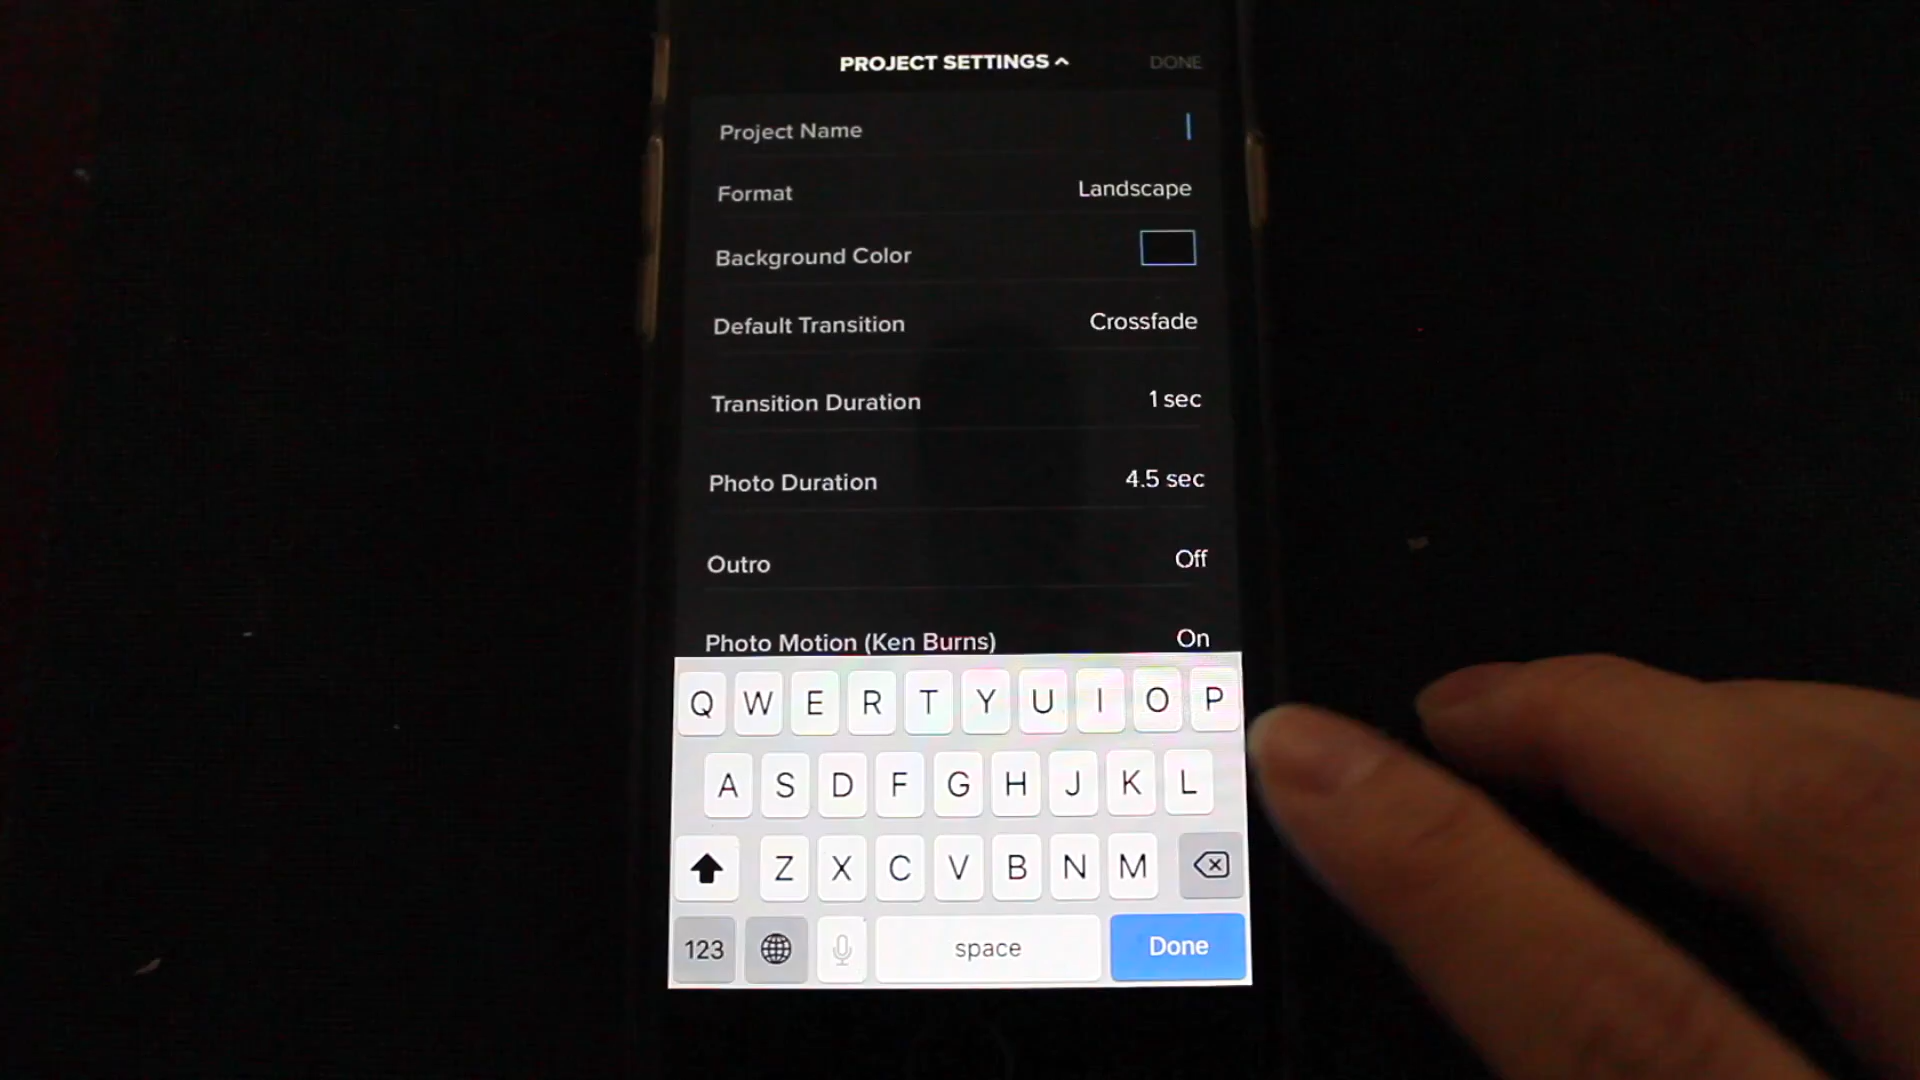 PROJECT SETTINGS DONE
Project Name
Format Landscape
Background Color
Default Transition Crossfade
Transition Duration 1 sec
Photo Duration 4.5 sec
Outro Off
Photo Motion (Ken Burns) On
Q W E R T Y U I O P
A S D F G H J K L
Z X C V B N M
123 space Done